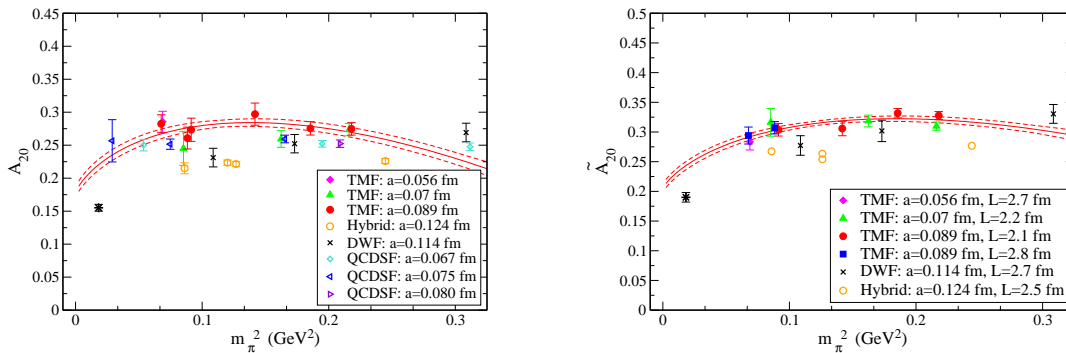 0.5
0.45
0.4
0.35
0.3
0.25
0.2
0.15
0.1
0.05
0
A20
0 0.1 0.2 0.3
mπ² (GeV²)
TMF: a=0.056 fm
TMF: a=0.07 fm
TMF: a=0.089 fm
Hybrid: a=0.124 fm
DWF: a=0.114 fm
QCDSF: a=0.067 fm
QCDSF: a=0.075 fm
QCDSF: a=0.080 fm
0.5
0.45
0.4
0.35
0.3
0.25
0.2
0.15
0.1
0.05
0
Ã20
0 0.1 0.2 0.3
mπ² (GeV²)
TMF: a=0.056 fm, L=2.7 fm
TMF: a=0.07 fm, L=2.2 fm
TMF: a=0.089 fm, L=2.1 fm
TMF: a=0.089 fm, L=2.8 fm
DWF: a=0.114 fm, L=2.7 fm
Hybrid: a=0.124 fm, L=2.5 fm